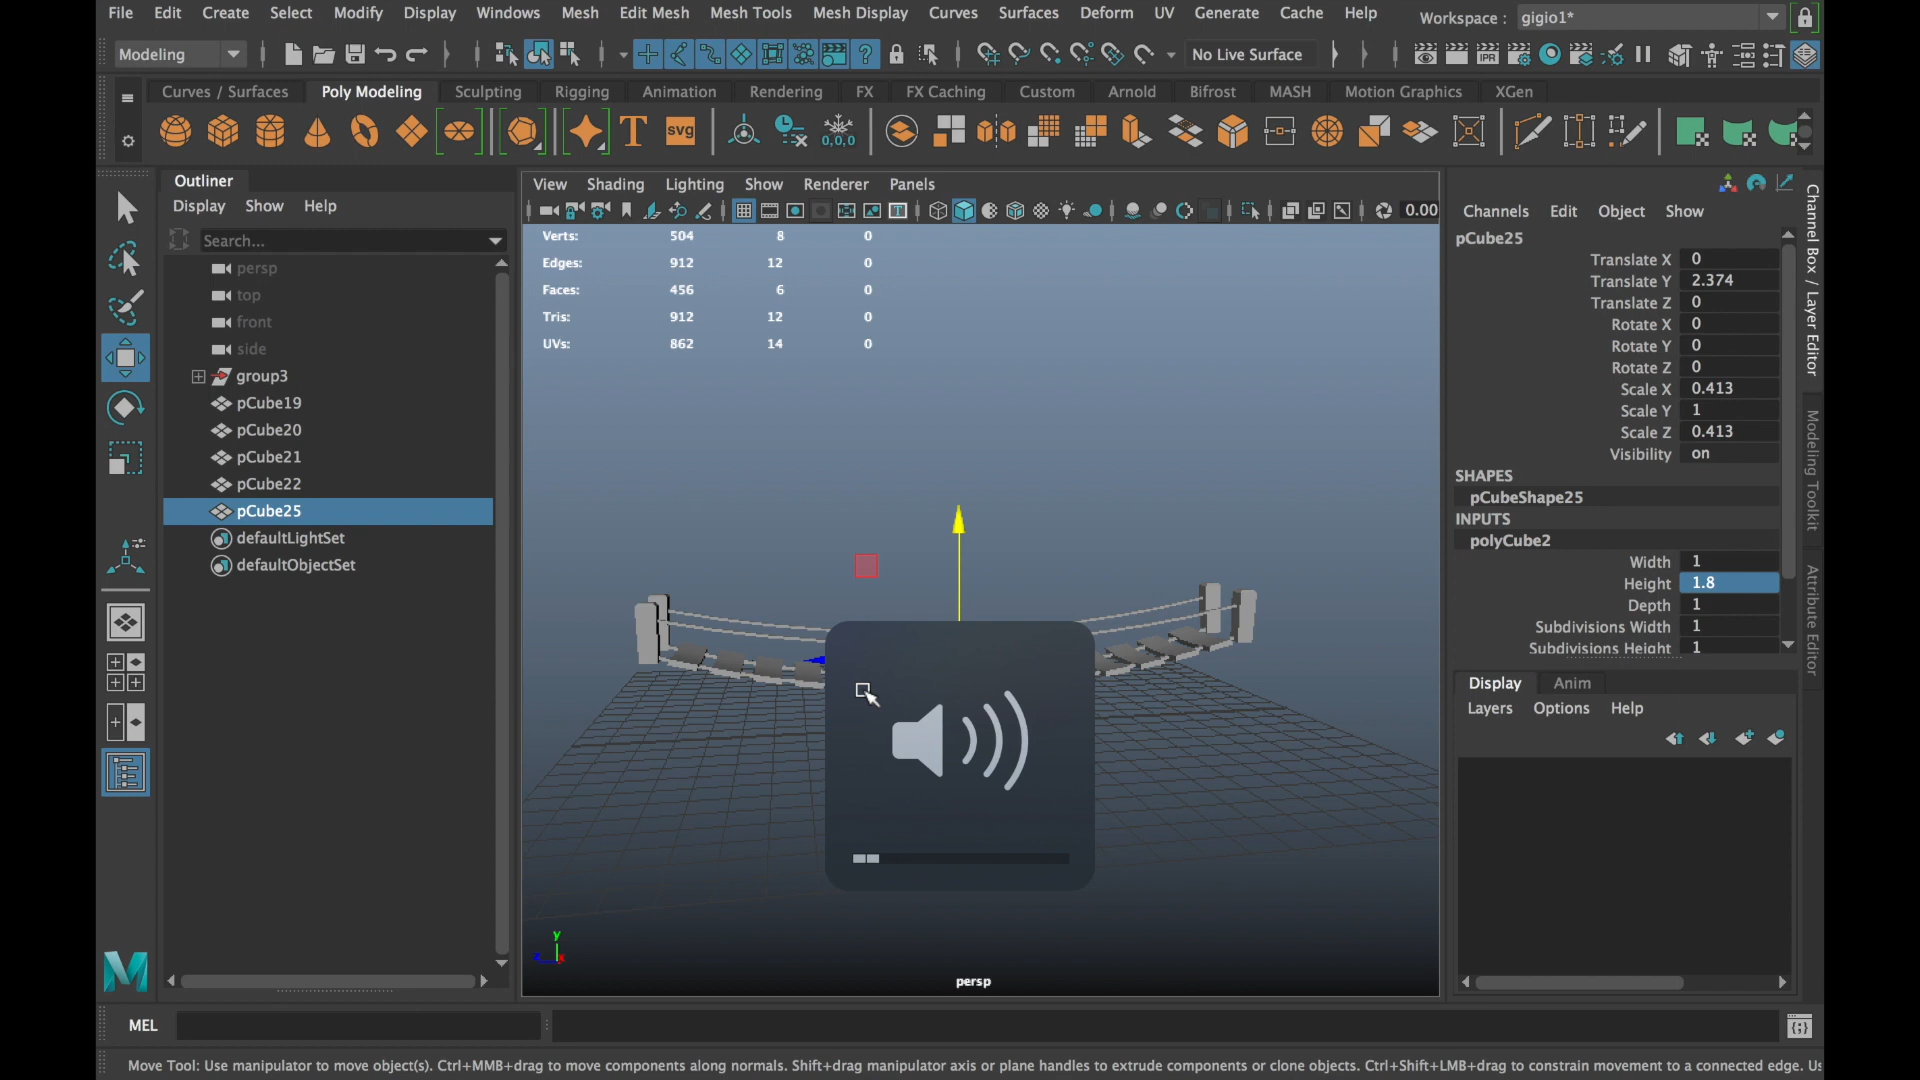 File Edit Create Select Modify Display Windows Mesh Edit Mesh Mesh Tools Mesh Display Curves Surfaces Deform UV Generate Cache Help Workspace : gigio1*
Modeling No Live Surface
IPR
Curves / Surfaces Poly Modeling Sculpting Rigging Animation Rendering FX FX Caching Custom Arnold Bifrost MASH Motion Graphics XGen
T svg 0,0,0
Outliner
Display Show Help
Search...
persp
top
front
side
group3
pCube19
pCube20
pCube21
pCube22
pCube25
defaultLightSet
defaultObjectSet
View Shading Lighting Show Renderer Panels
0.00
Verts: 504 8 0
Edges: 912 12 0
Faces: 456 6 0
Tris: 912 12 0
UVs: 862 14 0
y
z x
persp
Channels Edit Object Show
pCube25
Translate X 0
Translate Y 2.374
Translate Z 0
Rotate X 0
Rotate Y 0
Rotate Z 0
Scale X 0.413
Scale Y 1
Scale Z 0.413
Visibility on
SHAPES
pCubeShape25
INPUTS
polyCube2
Width 1
Height 1.8
Depth 1
Subdivisions Width 1
Subdivisions Height 1
Channel Box / Layer Editor
Modeling Toolkit
Attribute Editor
Display Anim
Layers Options Help
M
MEL
Move Tool: Use manipulator to move object(s). Ctrl+MMB+drag to move components along normals. Shift+drag manipulator axis or plane handles to extrude components or clone objects. Ctrl+Shift+LMB+drag to constrain movement to a connected edge. Us